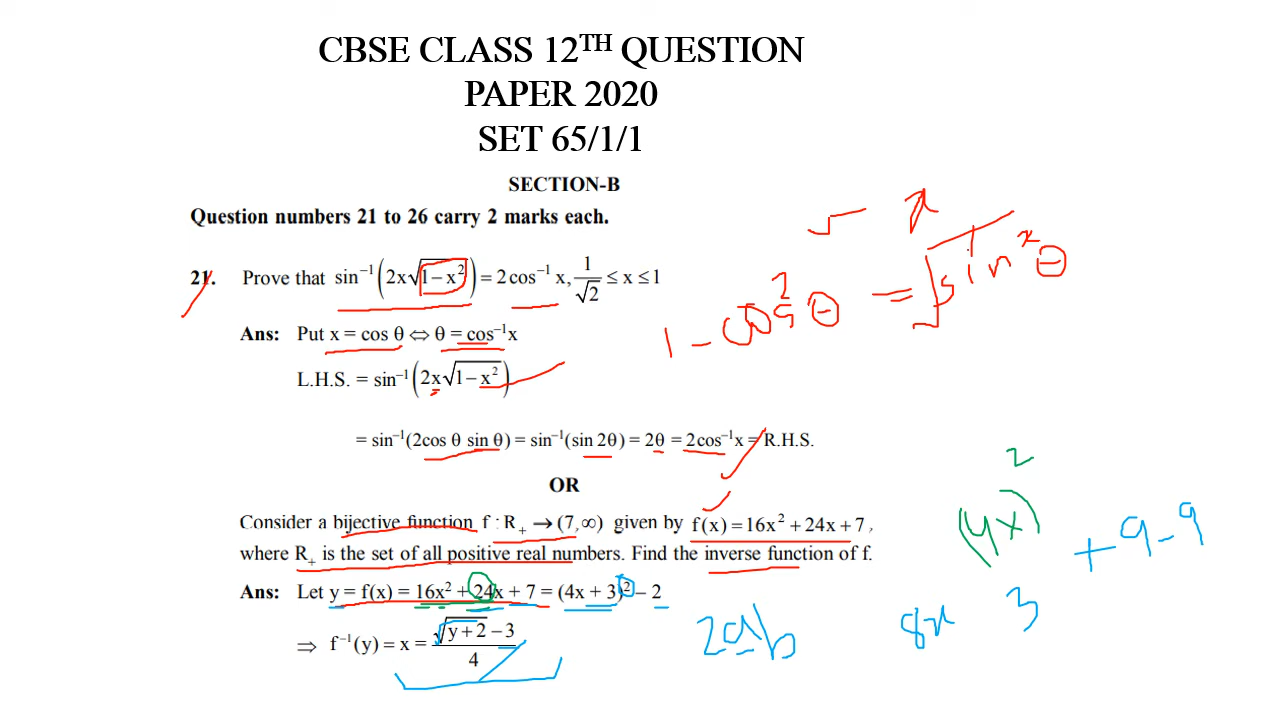 CBSE CLASS 12TH QUESTION
PAPER 2020
SET 65/1/1
SECTION-B
Question numbers 21 to 26 carry 2 marks each.
21. Prove that sin⁻¹(2x√(1−x²)) = 2cos⁻¹x, 1/√2 ≤ x ≤ 1
1 - cos²θ = √sin²θ
Ans: Put x = cos θ ⇔ θ = cos⁻¹x
L.H.S. = sin⁻¹(2x√(1−x²))
= sin⁻¹(2cos θ sin θ) = sin⁻¹(sin 2θ) = 2θ = 2cos⁻¹x = R.H.S.
OR
Consider a bijective function f : R₊ → (7, ∞) given by f(x) = 16x² + 24x + 7,
where R₊ is the set of all positive real numbers. Find the inverse function of f.
(4x)² + 9 - 9
Ans: Let y = f(x) = 16x² + 24x + 7 = (4x + 3)² − 2
2ab 8x 3
⇒ f⁻¹(y) = x = (√(y+2) − 3)/4